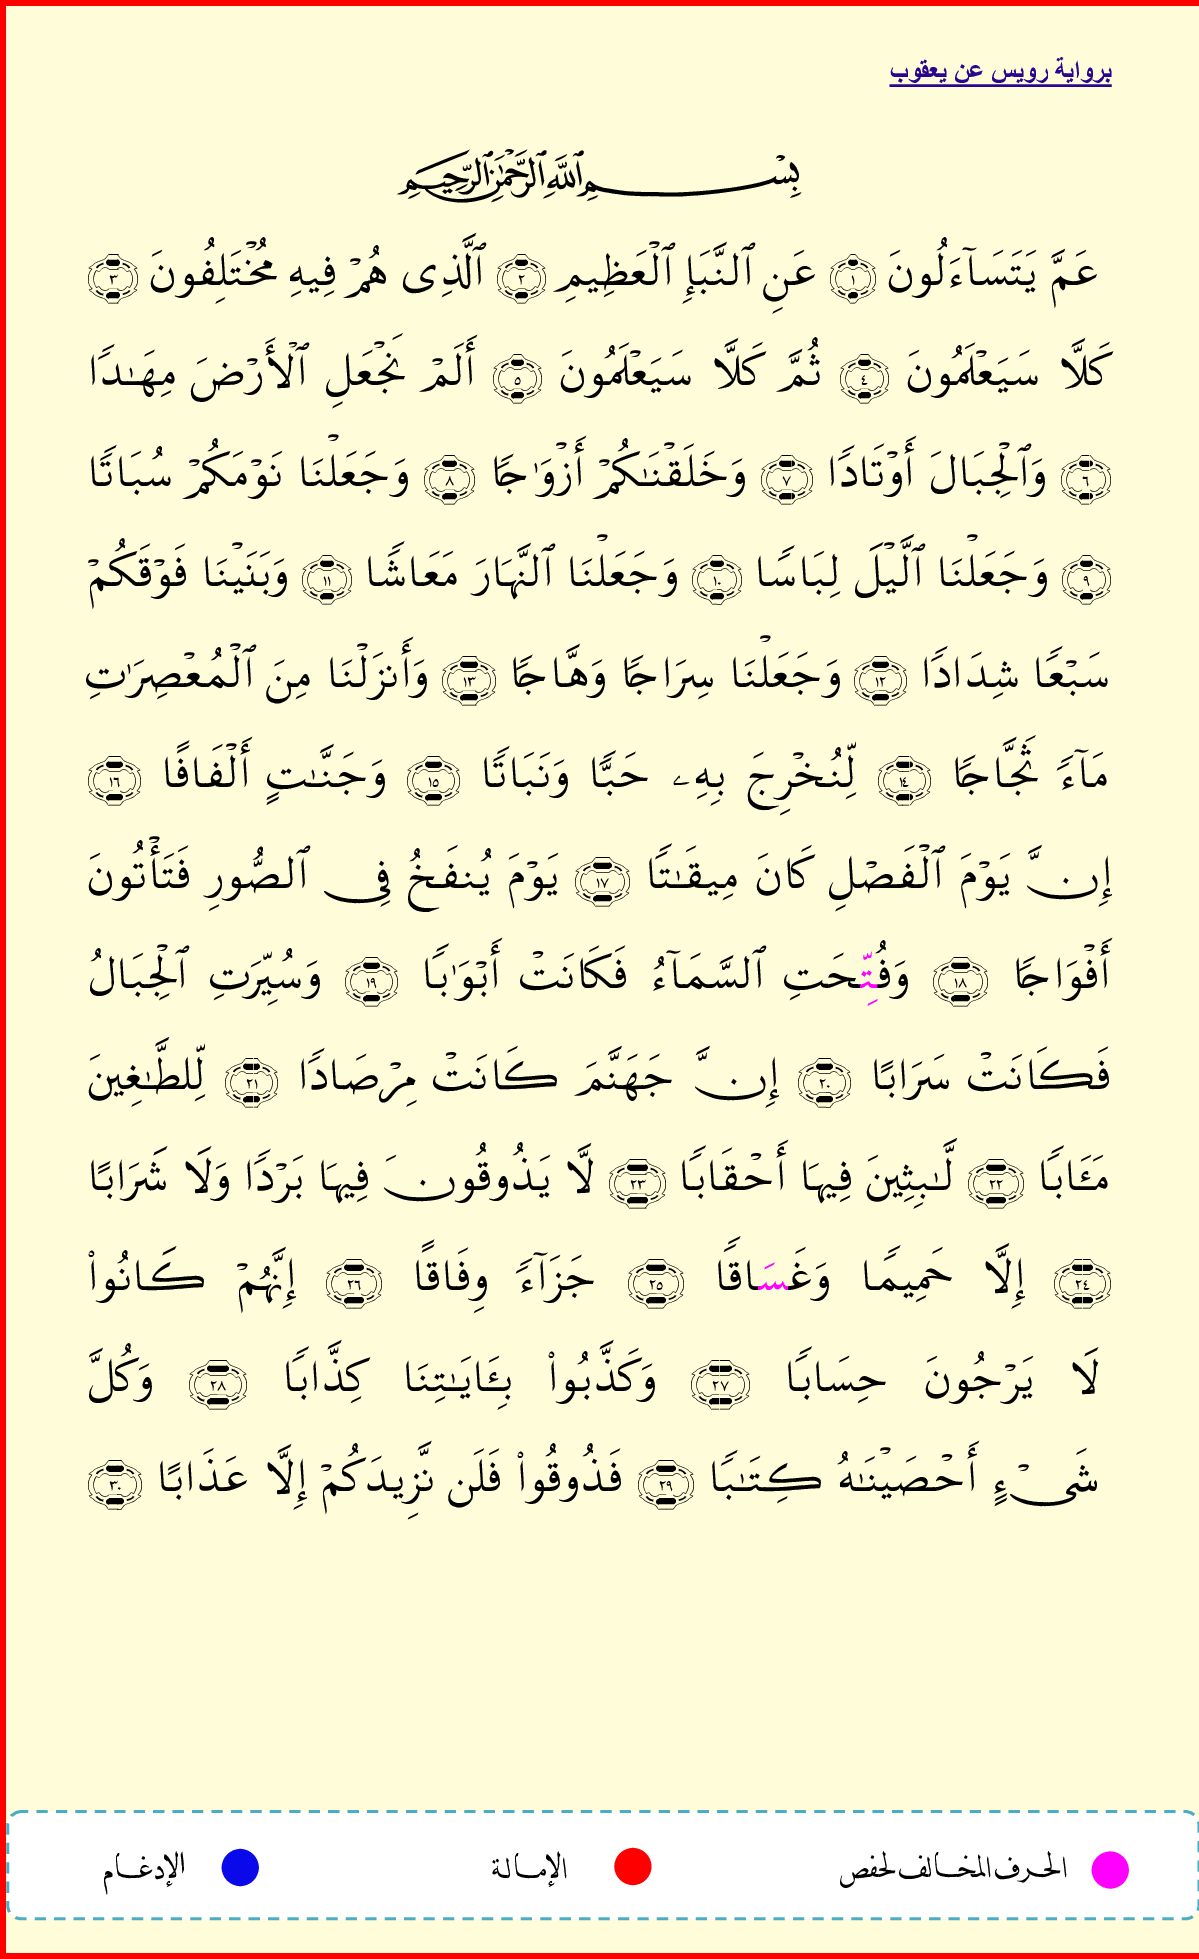 برواية رويس عن يعقوب
بِسْمِ ٱللَّهِ ٱلرَّحْمَٰنِ ٱلرَّحِيمِ
عَمَّ يَتَسَآءَلُونَ ١ عَنِ ٱلنَّبَإِ ٱلْعَظِيمِ ٢ ٱلَّذِى هُمْ فِيهِ مُخْتَلِفُونَ ٣
كَلَّا سَيَعْلَمُونَ ٤ ثُمَّ كَلَّا سَيَعْلَمُونَ ٥ أَلَمْ نَجْعَلِ ٱلْأَرْضَ مِهَٰدًا
٦ وَٱلْجِبَالَ أَوْتَادًا ٧ وَخَلَقْنَٰكُمْ أَزْوَٰجًا ٨ وَجَعَلْنَا نَوْمَكُمْ سُبَاتًا
٩ وَجَعَلْنَا ٱلَّيْلَ لِبَاسًا ١٠ وَجَعَلْنَا ٱلنَّهَارَ مَعَاشًا ١١ وَبَنَيْنَا فَوْقَكُمْ
سَبْعًا شِدَادًا ١٢ وَجَعَلْنَا سِرَاجًا وَهَّاجًا ١٣ وَأَنزَلْنَا مِنَ ٱلْمُعْصِرَٰتِ
مَآءً ثَجَّاجًا ١٤ لِّنُخْرِجَ بِهِۦ حَبًّا وَنَبَاتًا ١٥ وَجَنَّٰتٍ أَلْفَافًا ١٦
إِنَّ يَوْمَ ٱلْفَصْلِ كَانَ مِيقَٰتًا ١٧ يَوْمَ يُنفَخُ فِى ٱلصُّورِ فَتَأْتُونَ
أَفْوَاجًا ١٨ وَفُتِّحَتِ ٱلسَّمَآءُ فَكَانَتْ أَبْوَٰبًا ١٩ وَسُيِّرَتِ ٱلْجِبَالُ
فَكَانَتْ سَرَابًا ٢٠ إِنَّ جَهَنَّمَ كَانَتْ مِرْصَادًا ٢١ لِّلطَّٰغِينَ
مَـَٔابًا ٢٢ لَّٰبِثِينَ فِيهَا أَحْقَابًا ٢٣ لَّا يَذُوقُونَ فِيهَا بَرْدًا وَلَا شَرَابًا
٢٤ إِلَّا حَمِيمًا وَغَسَاقًا ٢٥ جَزَآءً وِفَاقًا ٢٦ إِنَّهُمْ كَانُوا۟
لَا يَرْجُونَ حِسَابًا ٢٧ وَكَذَّبُوا۟ بِـَٔايَٰتِنَا كِذَّابًا ٢٨ وَكُلَّ
شَىْءٍ أَحْصَيْنَٰهُ كِتَٰبًا ٢٩ فَذُوقُوا۟ فَلَن نَّزِيدَكُمْ إِلَّا عَذَابًا ٣٠
الحرف المخالف لحفص الإمالة الإدغام